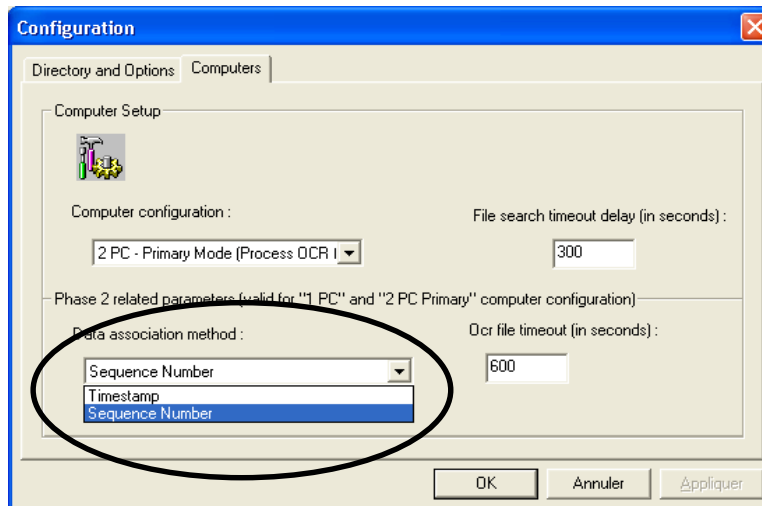 Configuration
Directory and Options
Computers
Computer Setup
Computer configuration :
File search timeout delay (in seconds) :
2 PC - Primary Mode (Process OCR
300
Phase 2 related parameters (valid for "1 PC" and "2 PC Primary" computer configuration)
Data association method :
Ocr file timeout (in seconds) :
Sequence Number
600
Timestamp
Sequence Number
OK
Annuler
Appliquer